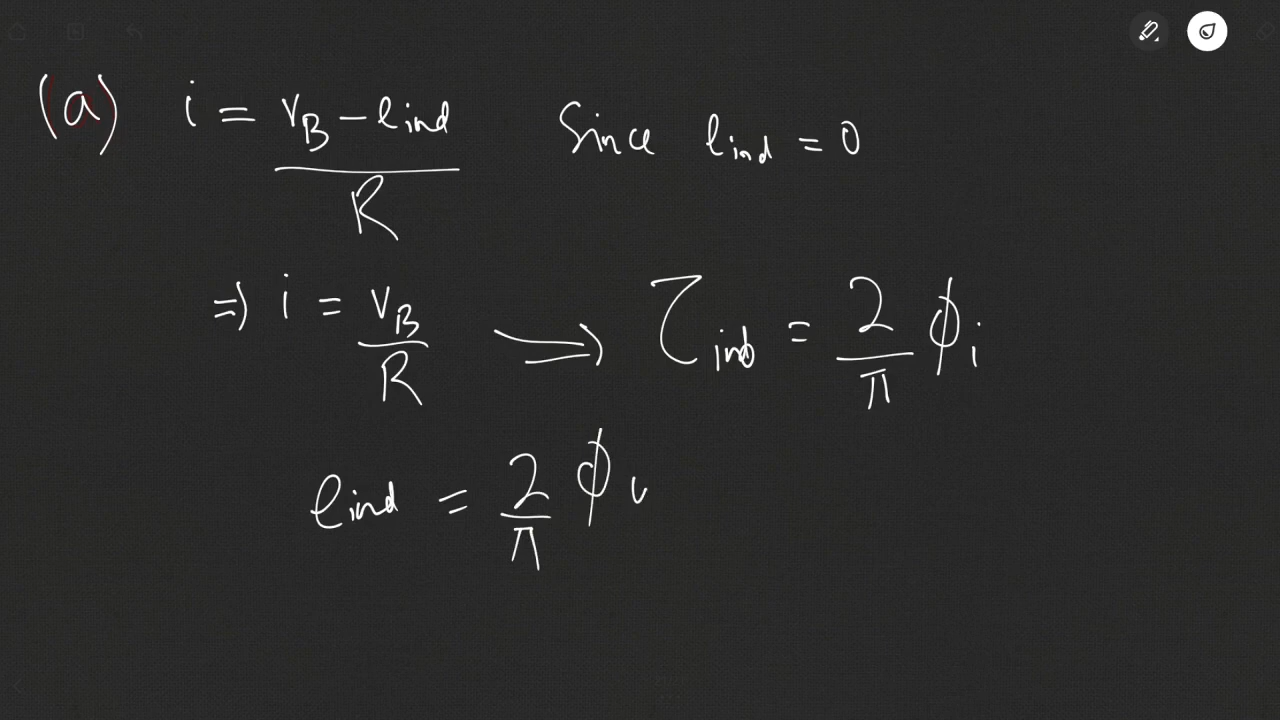 (a) i = (v_B − e_ind) / R Since e_ind = 0
⇒ i = v_B / R ⟹ τ_ind = 2/π ϕ i
e_ind = 2/π ϕ